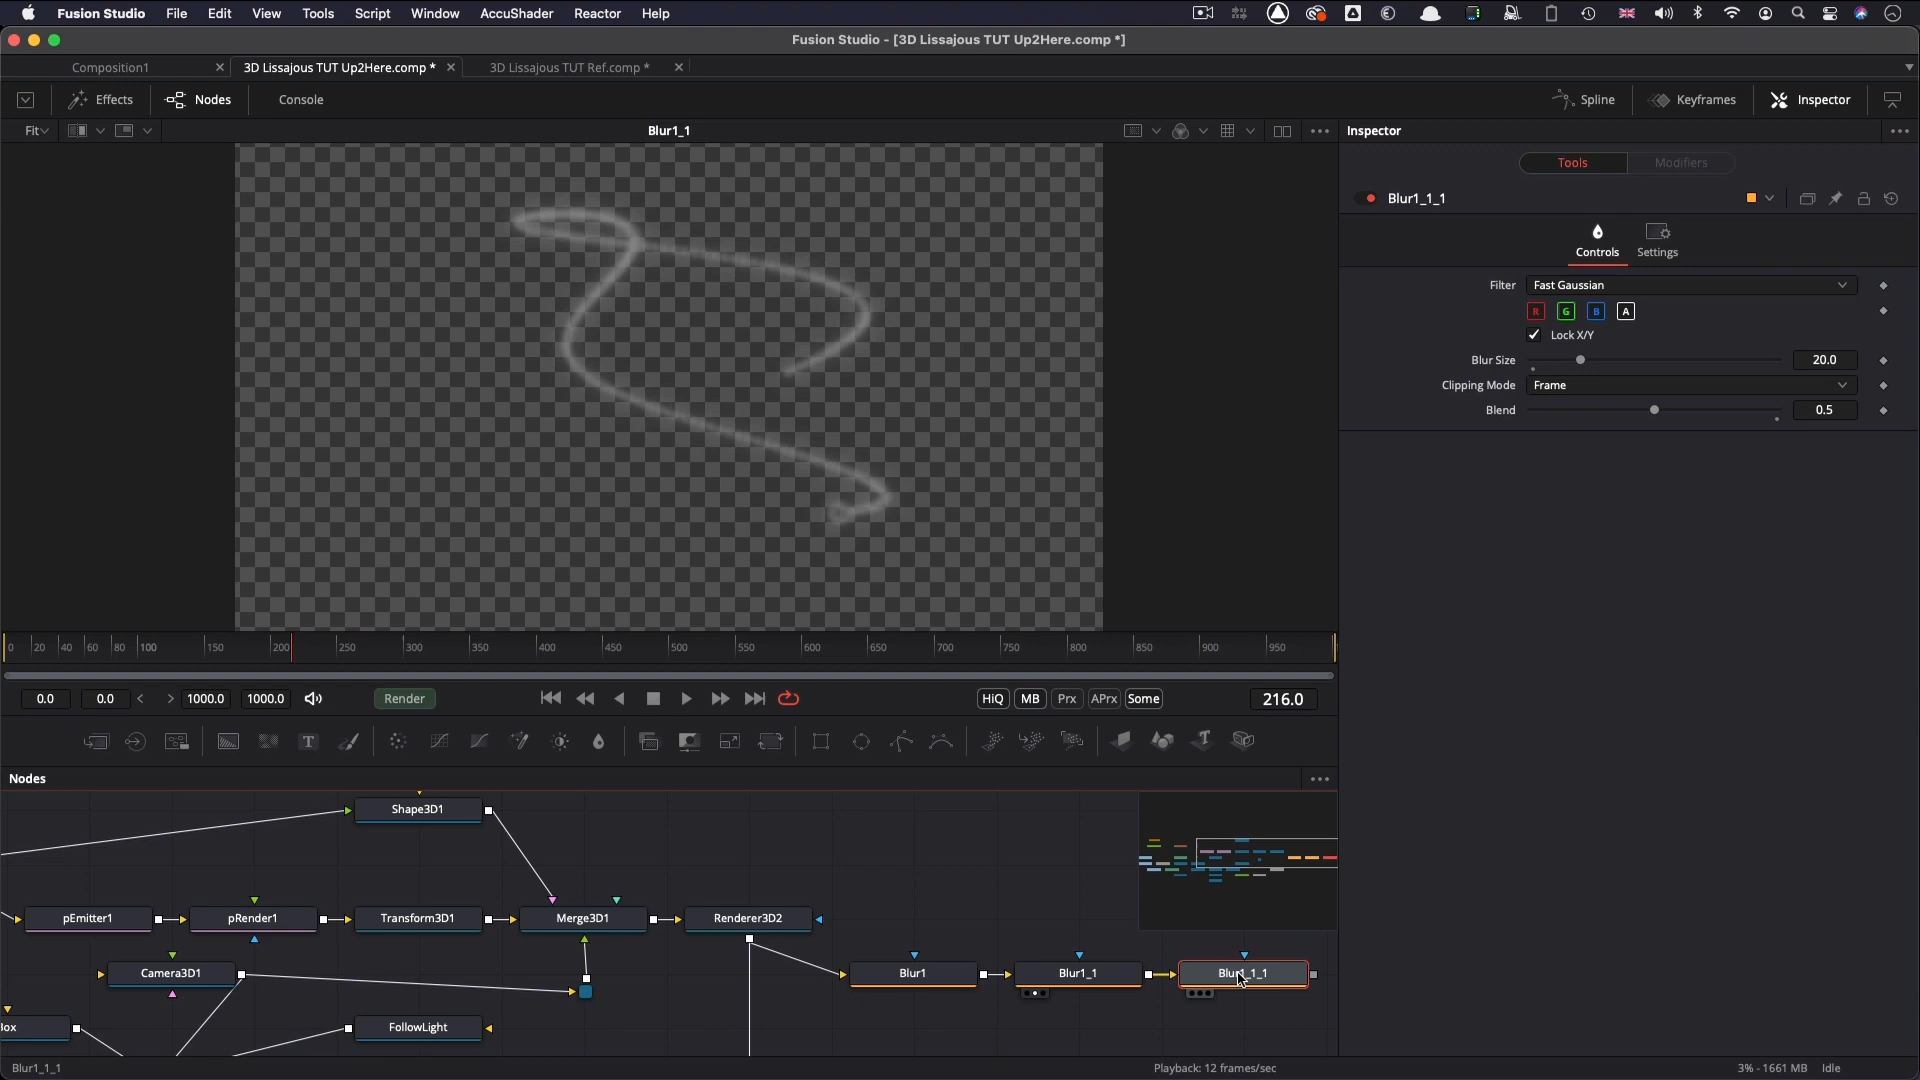 Fusion Studio File Edit View Tools Script Window AccuShader Reactor Help
Fusion Studio - [3D Lissajous TUT Up2Here.comp *]
Composition1 3D Lissajous TUT Up2Here.comp * 3D Lissajous TUT Ref.comp *
Effects Nodes Console Spline Keyframes Inspector
Fit Blur1_1 Inspector
Tools Modifiers
Blur1_1_1
Controls Settings
Filter Fast Gaussian
R G B A
Lock X/Y
Blur Size 20.0
Clipping Mode Frame
Blend 0.5
0 20 40 60 80 100 150 200 250 300 350 400 450 500 550 600 650 700 750 800 850 900 950
0.0 0.0 < > 1000.0 1000.0 Render HiQ MB Prx APrx Some 216.0
T
Nodes
Shape3D1
pEmitter1 pRender1 Transform3D1 Merge3D1 Renderer3D2
Camera3D1 Blur1 Blur1_1 Blur1_1_1
FollowLight
Blur1_1_1 Playback: 12 frames/sec 3% - 1661 MB Idle